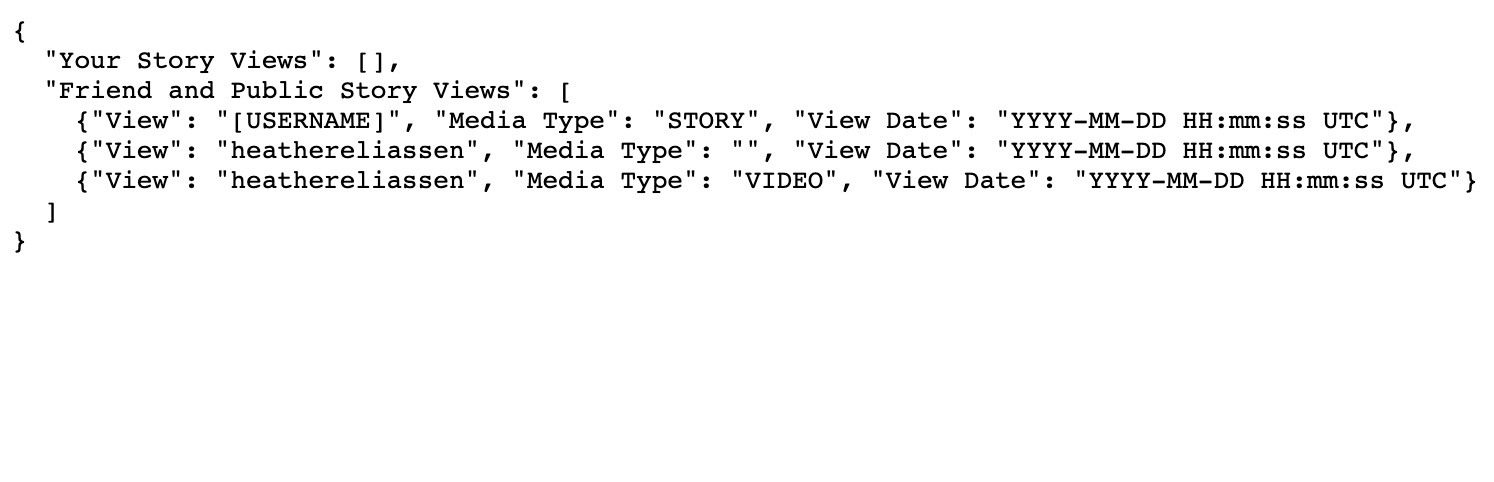 {
  "Your Story Views": [],
  "Friend and Public Story Views": [
    {"View": "[USERNAME]", "Media Type": "STORY", "View Date": "YYYY-MM-DD HH:mm:ss UTC"},
    {"View": "heathereliassen", "Media Type": "", "View Date": "YYYY-MM-DD HH:mm:ss UTC"},
    {"View": "heathereliassen", "Media Type": "VIDEO", "View Date": "YYYY-MM-DD HH:mm:ss UTC"}
  ]
}